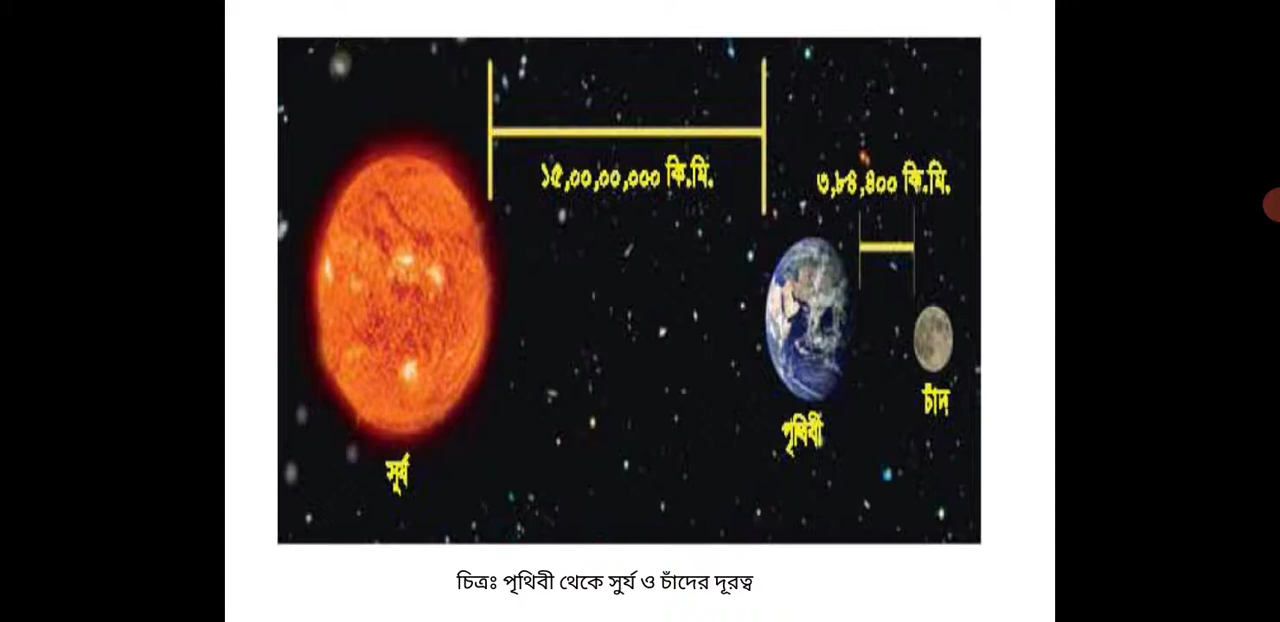 ১৫,০০,০০,০০০ কি.মি.
৩,৮৪,৪০০ কি.মি.
চাঁদ
পৃথিবী
সূর্য
চিত্রঃ পৃথিবী থেকে সুর্য ও চাঁদের দূরত্ব